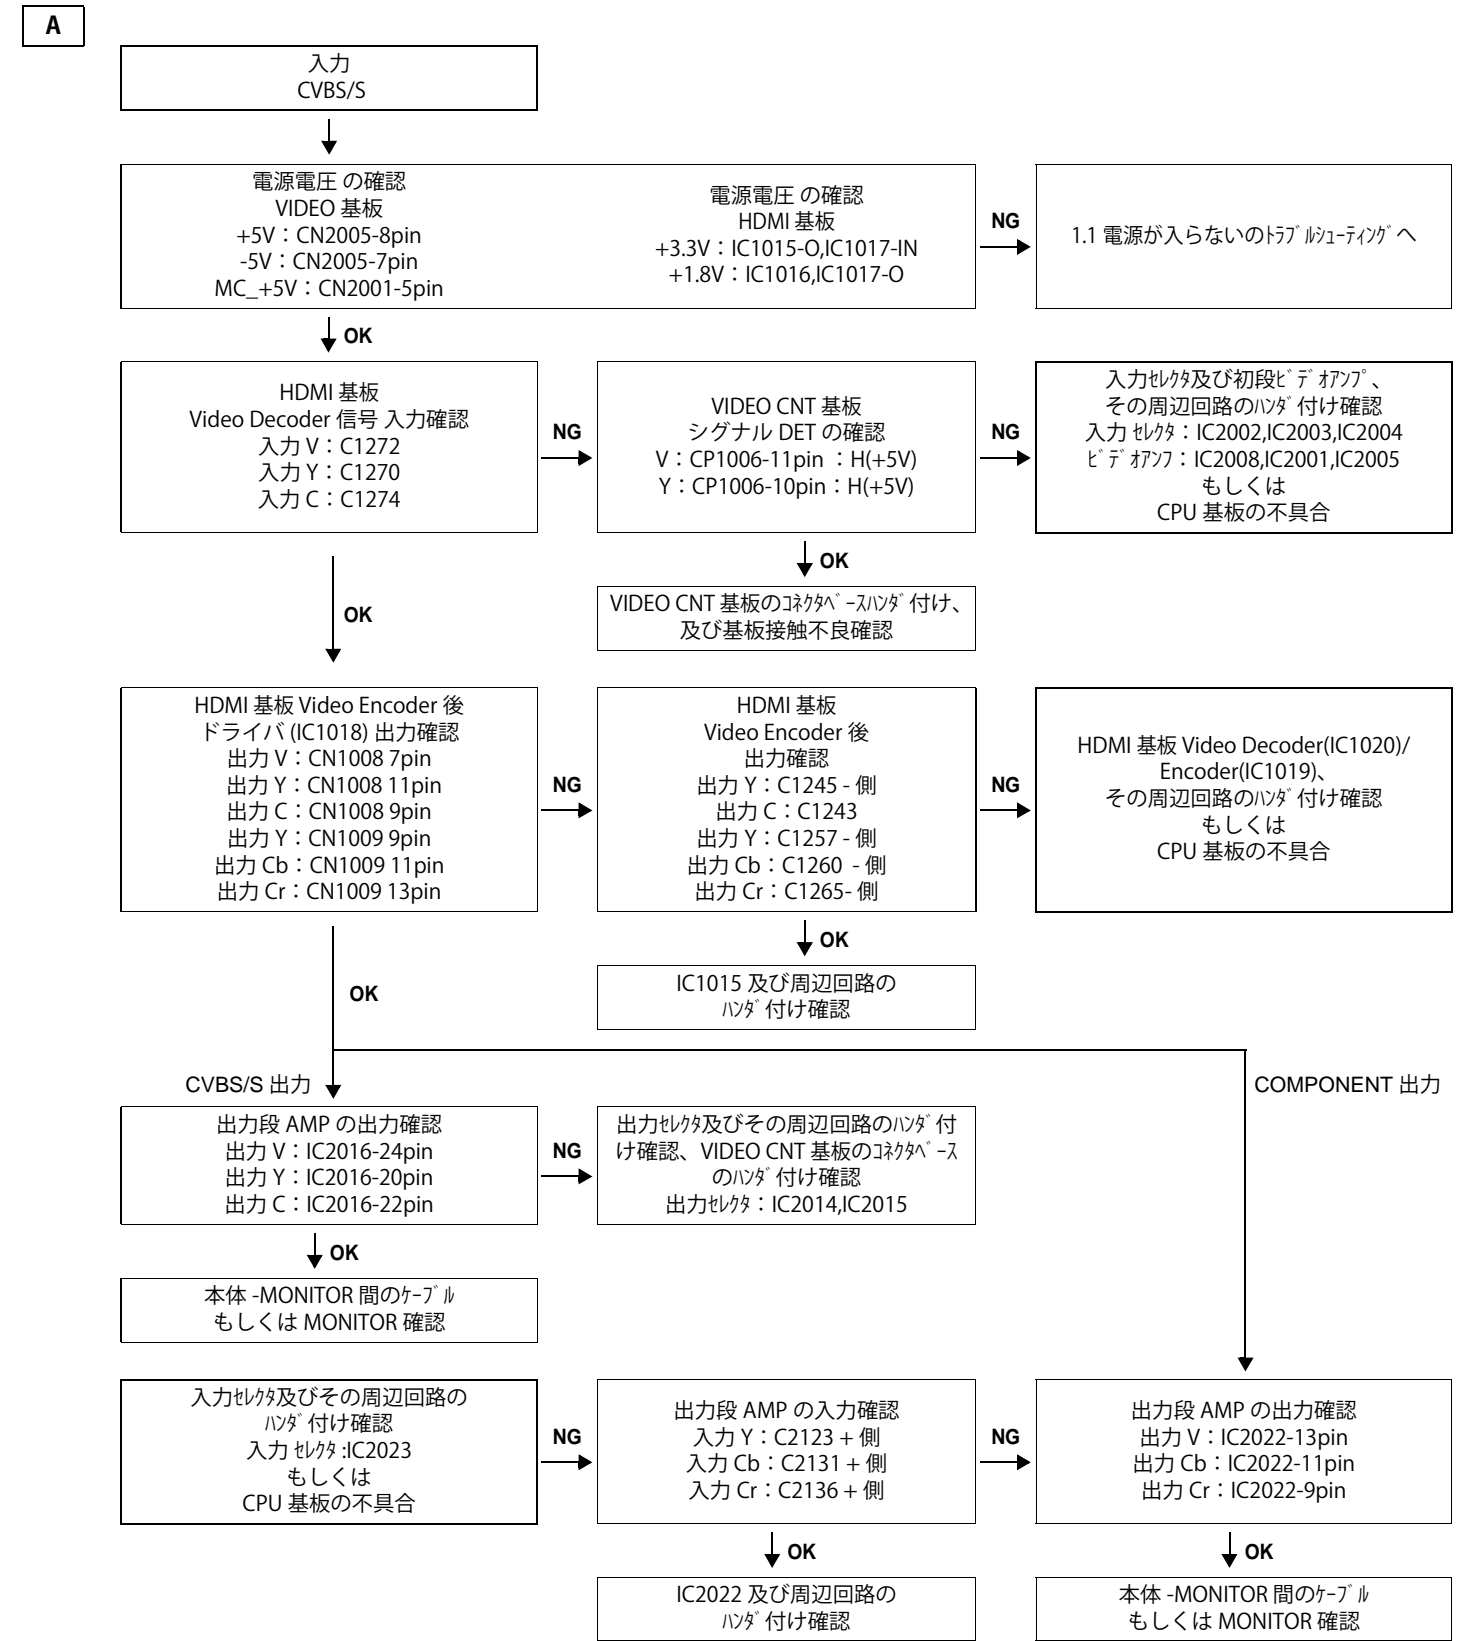 A
入力
CVBS/S
電源電圧 の確認
VIDEO 基板
+5V：CN2005-8pin
-5V：CN2005-7pin
MC_+5V：CN2001-5pin
電源電圧 の確認
HDMI 基板
+3.3V：IC1015-O,IC1017-IN
+1.8V：IC1016,IC1017-O
NG
1.1 電源が入らないのﾄﾗﾌﾞﾙｼｭｰﾃｨﾝｸﾞへ
OK
HDMI 基板
Video Decoder 信号 入力確認
入力 V：C1272
入力 Y：C1270
入力 C：C1274
NG
VIDEO CNT 基板
シグナル DET の確認
V：CP1006-11pin ：H(+5V)
Y：CP1006-10pin：H(+5V)
NG
入力ｾﾚｸﾀ及び初段ﾋﾞﾃﾞｵｱﾝﾌﾟ、
その周辺回路のﾊﾝﾀﾞ付け確認
入力 ｾﾚｸﾀ：IC2002,IC2003,IC2004
ﾋﾞﾃﾞｵｱﾝﾌ：IC2008,IC2001,IC2005
もしくは
CPU 基板の不具合
OK
VIDEO CNT 基板のｺﾈｸﾀﾍﾞｰｽﾊﾝﾀﾞ付け、
及び基板接触不良確認
OK
HDMI 基板 Video Encoder 後
ドライバ (IC1018) 出力確認
出力 V：CN1008 7pin
出力 Y：CN1008 11pin
出力 C：CN1008 9pin
出力 Y：CN1009 9pin
出力 Cb：CN1009 11pin
出力 Cr：CN1009 13pin
NG
HDMI 基板
Video Encoder 後
出力確認
出力 Y：C1245 - 側
出力 C：C1243
出力 Y：C1257 - 側
出力 Cb：C1260 - 側
出力 Cr：C1265- 側
NG
HDMI 基板 Video Decoder(IC1020)/
Encoder(IC1019)、
その周辺回路のﾊﾝﾀﾞ付け確認
もしくは
CPU 基板の不具合
OK
IC1015 及び周辺回路の
ﾊﾝﾀﾞ付け確認
OK
CVBS/S 出力
COMPONENT 出力
出力段 AMP の出力確認
出力 V：IC2016-24pin
出力 Y：IC2016-20pin
出力 C：IC2016-22pin
NG
出力ｾﾚｸﾀ及びその周辺回路のﾊﾝﾀﾞ付
け確認、VIDEO CNT 基板のｺﾈｸﾀﾍﾞｰｽ
のﾊﾝﾀﾞ付け確認
出力ｾﾚｸﾀ：IC2014,IC2015
OK
本体 -MONITOR 間のｹｰﾌﾞﾙ
もしくは MONITOR 確認
入力ｾﾚｸﾀ及びその周辺回路の
ﾊﾝﾀﾞ付け確認
入力 ｾﾚｸﾀ :IC2023
もしくは
CPU 基板の不具合
NG
出力段 AMP の入力確認
入力 Y：C2123 + 側
入力 Cb：C2131 + 側
入力 Cr：C2136 + 側
NG
出力段 AMP の出力確認
出力 V：IC2022-13pin
出力 Cb：IC2022-11pin
出力 Cr：IC2022-9pin
OK
OK
IC2022 及び周辺回路の
ﾊﾝﾀﾞ付け確認
本体 -MONITOR 間のｹｰﾌﾞﾙ
もしくは MONITOR 確認